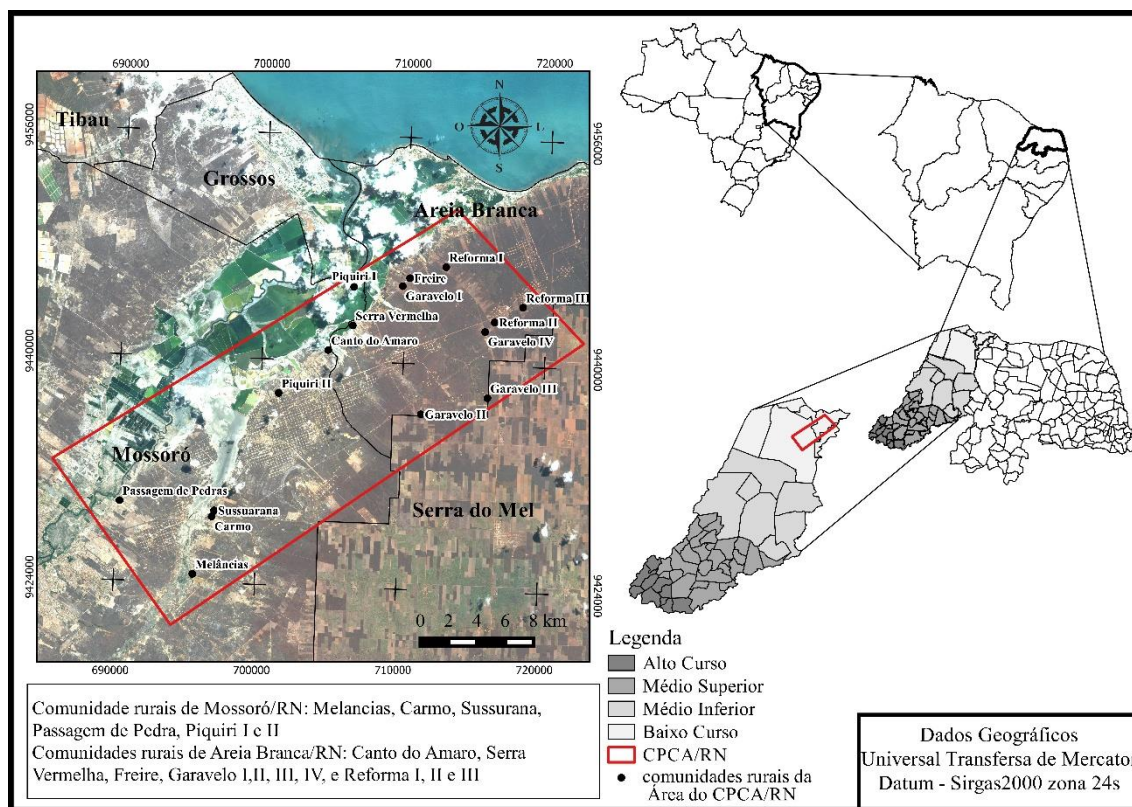 690000
700000
710000
720000
9456000
9440000
9424000
9456000
9440000
9424000
690000
700000
710000
720000
Tibau
Grossos
Areia Branca
N
O
L
S
Reforma I
Freire
Garavelo I
Piquiri I
Reforma III
Serra Vermelha
Reforma II
Garavelo IV
Canto do Amaro
Piquiri II
Garavelo III
Garavelo II
Mossoró
Passagem de Pedras
Sussuarana
Carmo
Serra do Mel
Melâncias
0 2 4 6 8 km
Comunidade rurais de Mossoró/RN: Melancias, Carmo, Sussurana,
Passagem de Pedra, Piquiri I e II
Comunidades rurais de Areia Branca/RN: Canto do Amaro, Serra
Vermelha, Freire, Garavelo I,II, III, IV, e Reforma I, II e III
Legenda
Alto Curso
Médio Superior
Médio Inferior
Baixo Curso
CPCA/RN
comunidades rurais da
Área do CPCA/RN
Dados Geográficos
Universal Transfersa de Mercator
Datum - Sirgas2000 zona 24s